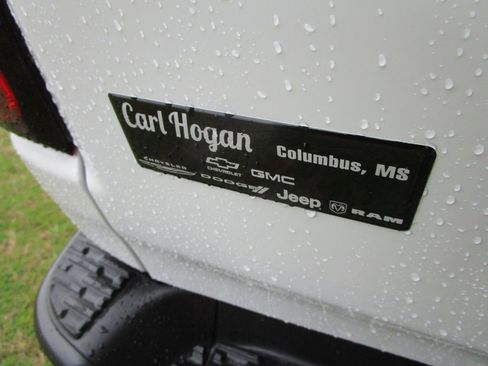 Carl Hogan Columbus, MS
CHRYSLER CHEVROLET GMC
DODGE Jeep RAM